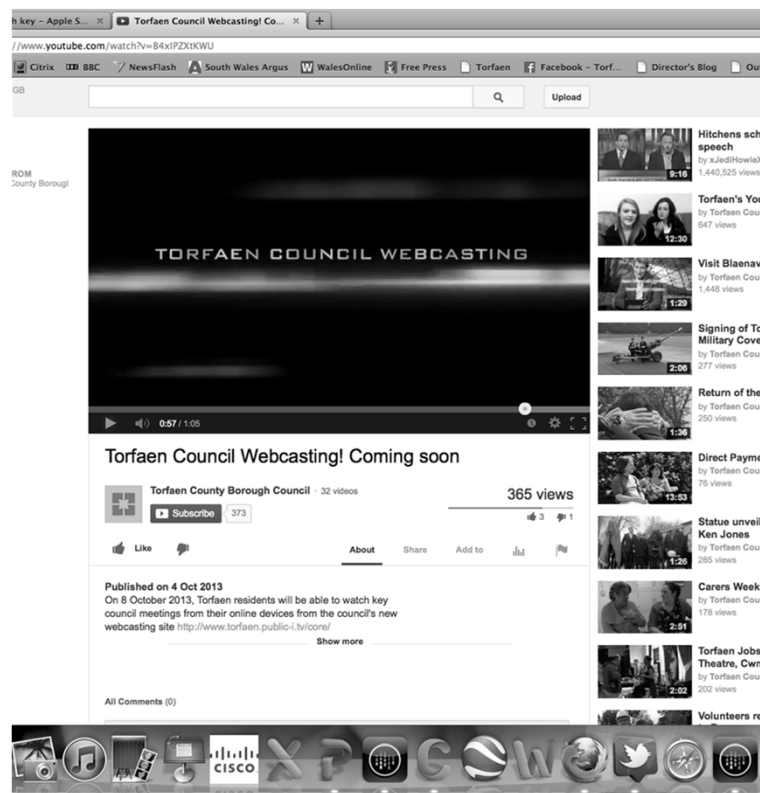 h key – Apple S... × Torfaen Council Webcasting! Co... × +
//www.youtube.com/watch?v=B4xIPZXtKWU
Citrix BBC NewsFlash South Wales Argus WalesOnline Free Press Torfaen Facebook – Torf... Director's Blog Ou
GB
Upload
ROM
County Borougl
TORFAEN COUNCIL WEBCASTING
0:57 / 1:05
Torfaen Council Webcasting! Coming soon
Torfaen County Borough Council · 32 videos
Subscribe 373
365 views
3 1
Like
About Share Add to
Published on 4 Oct 2013
On 8 October 2013, Torfaen residents will be able to watch key
council meetings from their online devices from the council's new
webcasting site http://www.torfaen.public-i.tv/core/
Show more
All Comments (0)
9:16
Hitchens sch
speech
by xJediHowie
1,440,525 views
12:30
Torfaen's You
by Torfaen Cou
647 views
1:29
Visit Blaenav
by Torfaen Cou
1,448 views
2:06
Signing of To
Military Cove
by Torfaen Cou
277 views
1:36
Return of the
by Torfaen Cou
250 views
13:53
Direct Payme
by Torfaen Cou
76 views
1:26
Statue unveil
Ken Jones
by Torfaen Cou
285 views
2:51
Carers Week
by Torfaen Cou
178 views
2:02
Torfaen Jobs
Theatre, Cwn
by Torfaen Cou
202 views
Volunteers re
CISCO X P C W